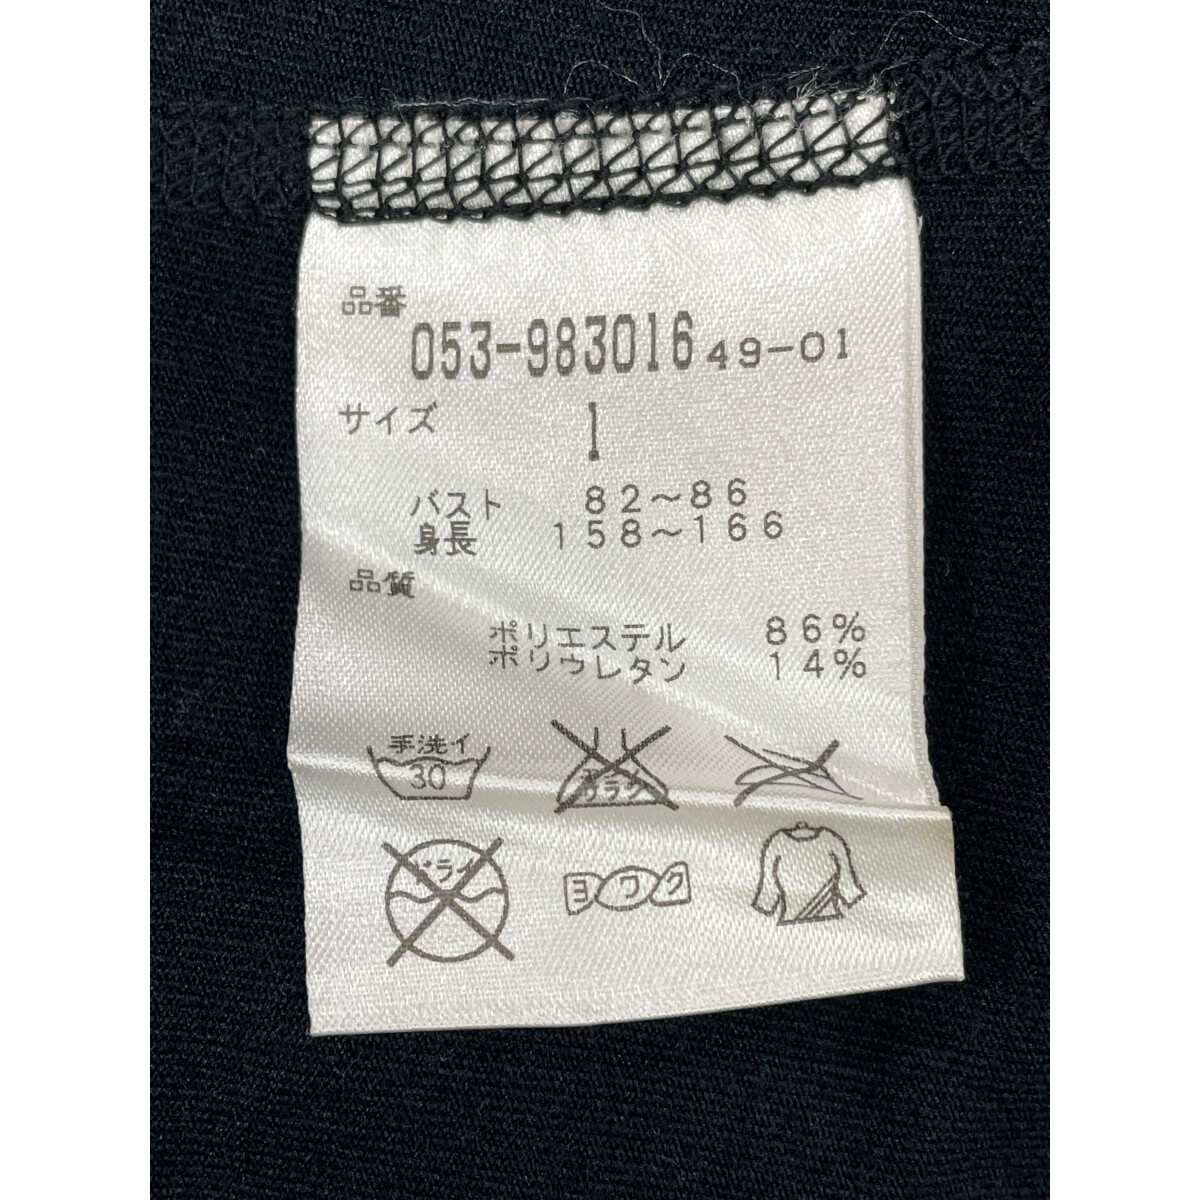 品番
053-983016 49-01
サイズ 1
バスト 82〜86
身長 158〜166
品質
ポリエステル 86%
ポリウレタン 14%
手洗イ
30
エンソサラシ
ドライ
ヨワク